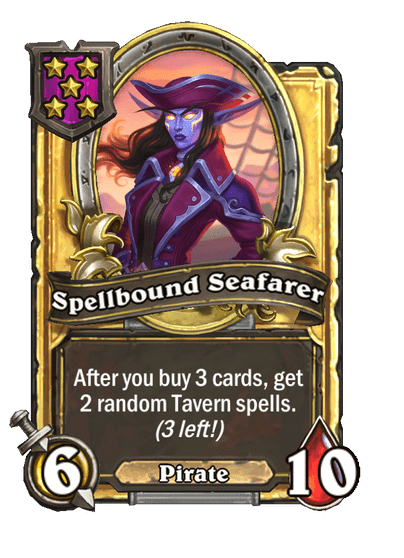 Spellbound Seafarer
After you buy 3 cards, get
2 random Tavern spells.
(3 left!)
6
Pirate
10